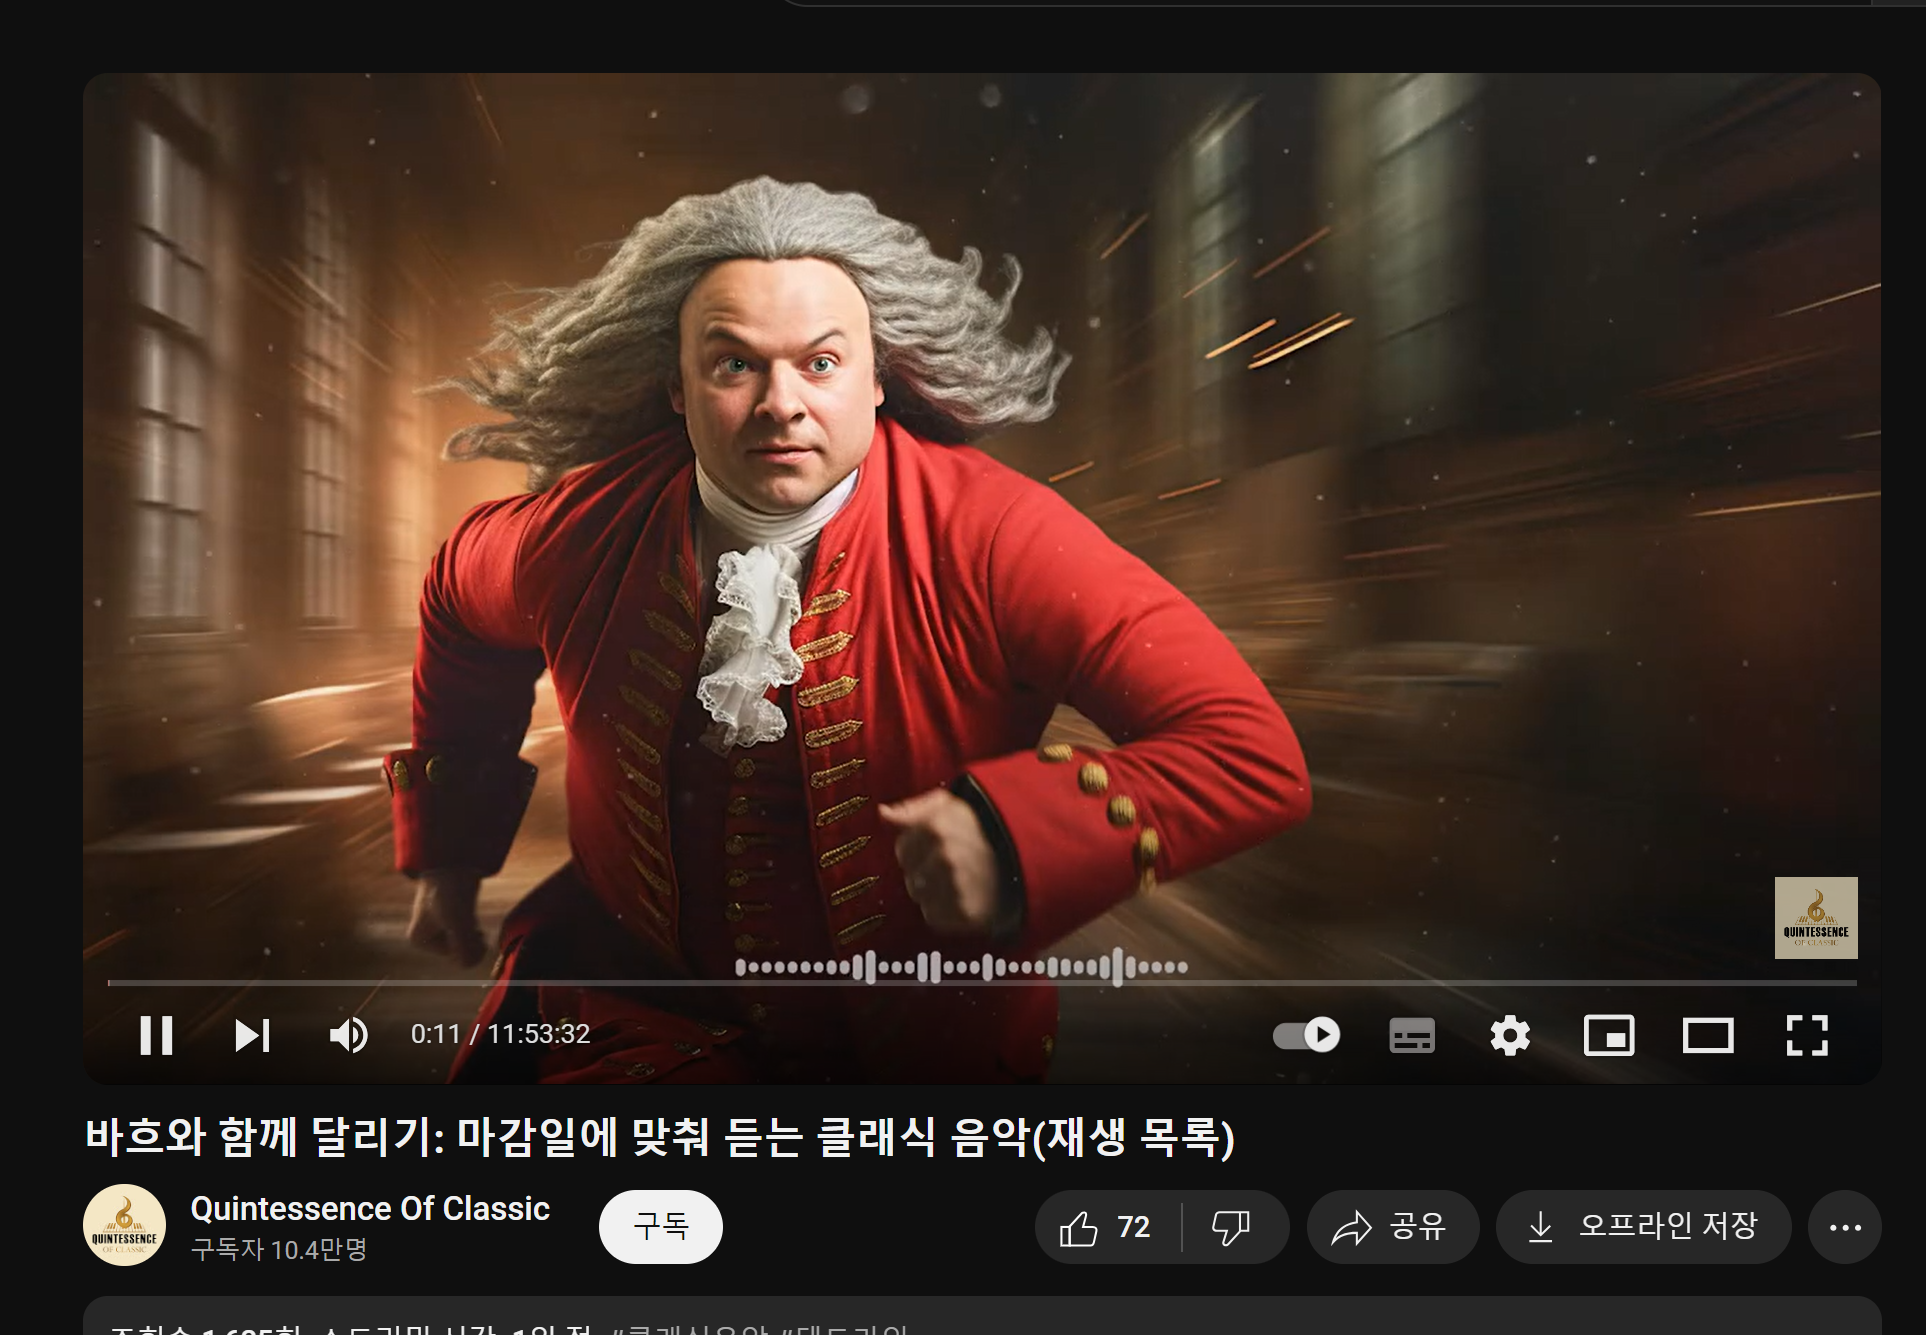 QUINTESSENCE
OF CLASSIC
0:11 / 11:53:32
바흐와 함께 달리기: 마감일에 맞춰 듣는 클래식 음악(재생 목록)
QUINTESSENCE
OF CLASSIC
Quintessence Of Classic
구독자 10.4만명
구독
72
공유
오프라인 저장